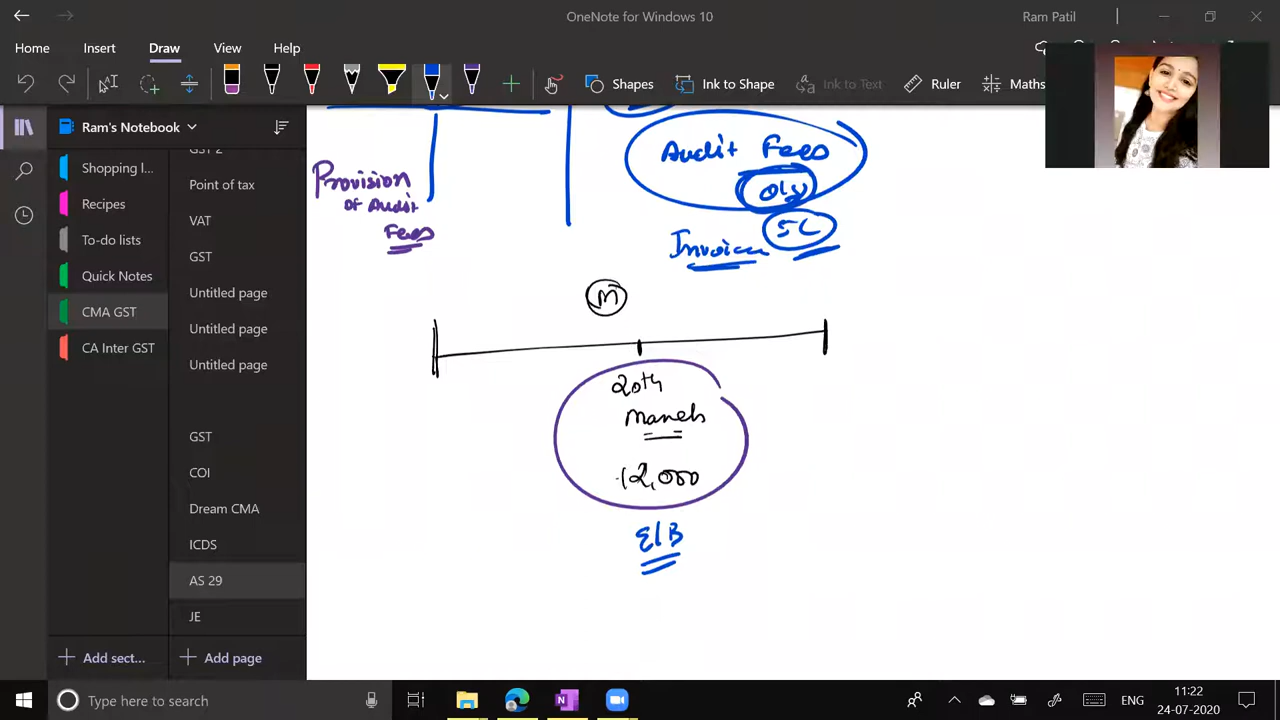 OneNote for Windows 10
Ram Patil
Home Insert Draw View Help
Shapes Ink to Shape Ink to Text Ruler Maths
Ram's Notebook
Shopping l...
Recipes
To-do lists
Quick Notes
CMA GST
CA Inter GST
Add sect...
GST 2
Point of tax
VAT
GST
Untitled page
Untitled page
Untitled page
GST
COI
Dream CMA
ICDS
AS 29
JE
Add page
Provision
of Audit
Fees
Audit Fees
5L
Invoice
M
20th
March
12,000
E/B
Type here to search
ENG
11:22
24-07-2020